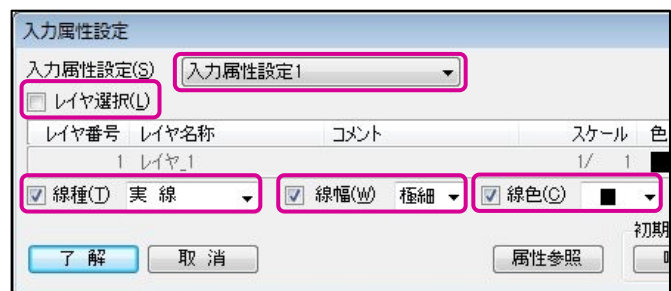 入力属性設定
入力属性設定(S) 入力属性設定1
レイヤ選択(L)
レイヤ番号 レイヤ名称 コメント スケール 色
1 レイヤ_1 1/ 1
線種(T) 実 線 線幅(W) 極細 線色(C)
初期
了 解 取 消 属性参照